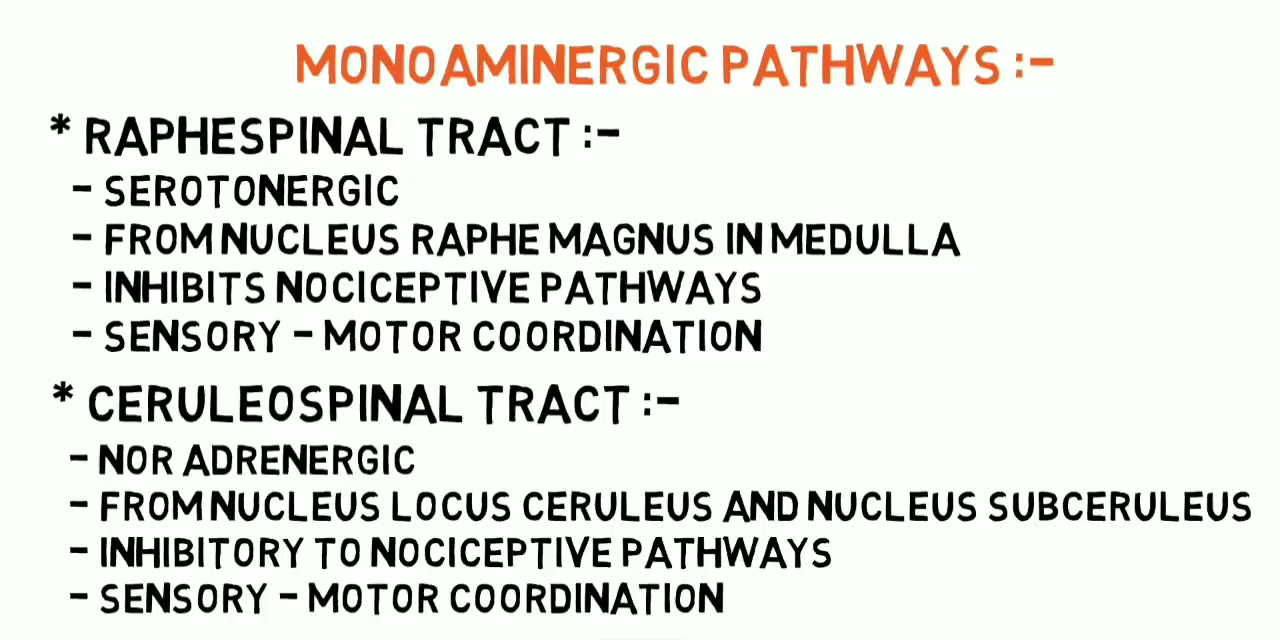 MONOAMINERGIC PATHWAYS :-
* RAPHESPINAL TRACT :-
- SEROTONERGIC
- FROM NUCLEUS RAPHE MAGNUS IN MEDULLA
- INHIBITS NOCICEPTIVE PATHWAYS
- SENSORY - MOTOR COORDINATION
* CERULEOSPINAL TRACT :-
- NOR ADRENERGIC
- FROM NUCLEUS LOCUS CERULEUS AND NUCLEUS SUBCERULEUS
- INHIBITORY TO NOCICEPTIVE PATHWAYS
- SENSORY - MOTOR COORDINATION